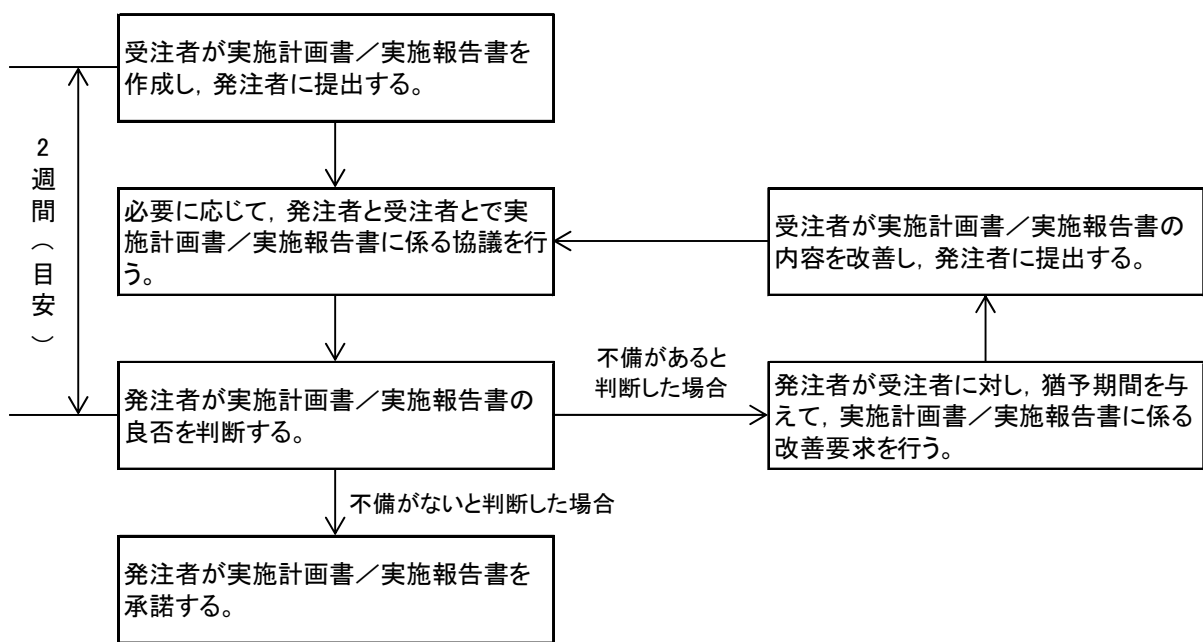 受注者が実施計画書／実施報告書を
作成し，発注者に提出する。
2週間（目安）
必要に応じて，発注者と受注者とで実
施計画書／実施報告書に係る協議を行
う。
受注者が実施計画書／実施報告書の
内容を改善し，発注者に提出する。
不備があると
判断した場合
発注者が実施計画書／実施報告書の
良否を判断する。
発注者が受注者に対し，猶予期間を与
えて，実施計画書／実施報告書に係る
改善要求を行う。
不備がないと判断した場合
発注者が実施計画書／実施報告書を
承諾する。